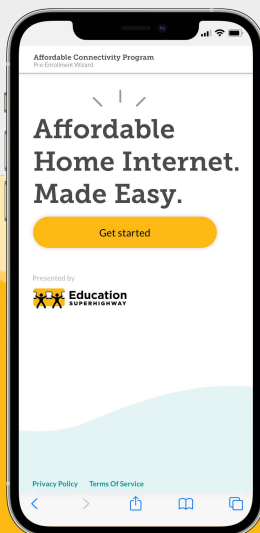 Affordable Connectivity Program
Pre-Enrollment Wizard
Affordable
Home Internet.
Made Easy.
Get started
Presented by
Education
SUPERHIGHWAY
Privacy Policy Terms Of Service